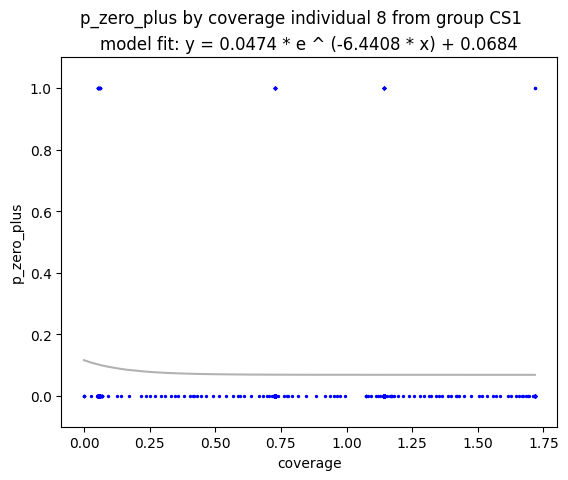 p_zero_plus by coverage individual 8 from group CS1
model fit: y = 0.0474 * e ^ (-6.4408 * x) + 0.0684
1.0
0.8
0.6
0.4
0.2
0.0
p_zero_plus
0.00 0.25 0.50 0.75 1.00 1.25 1.50 1.75
coverage